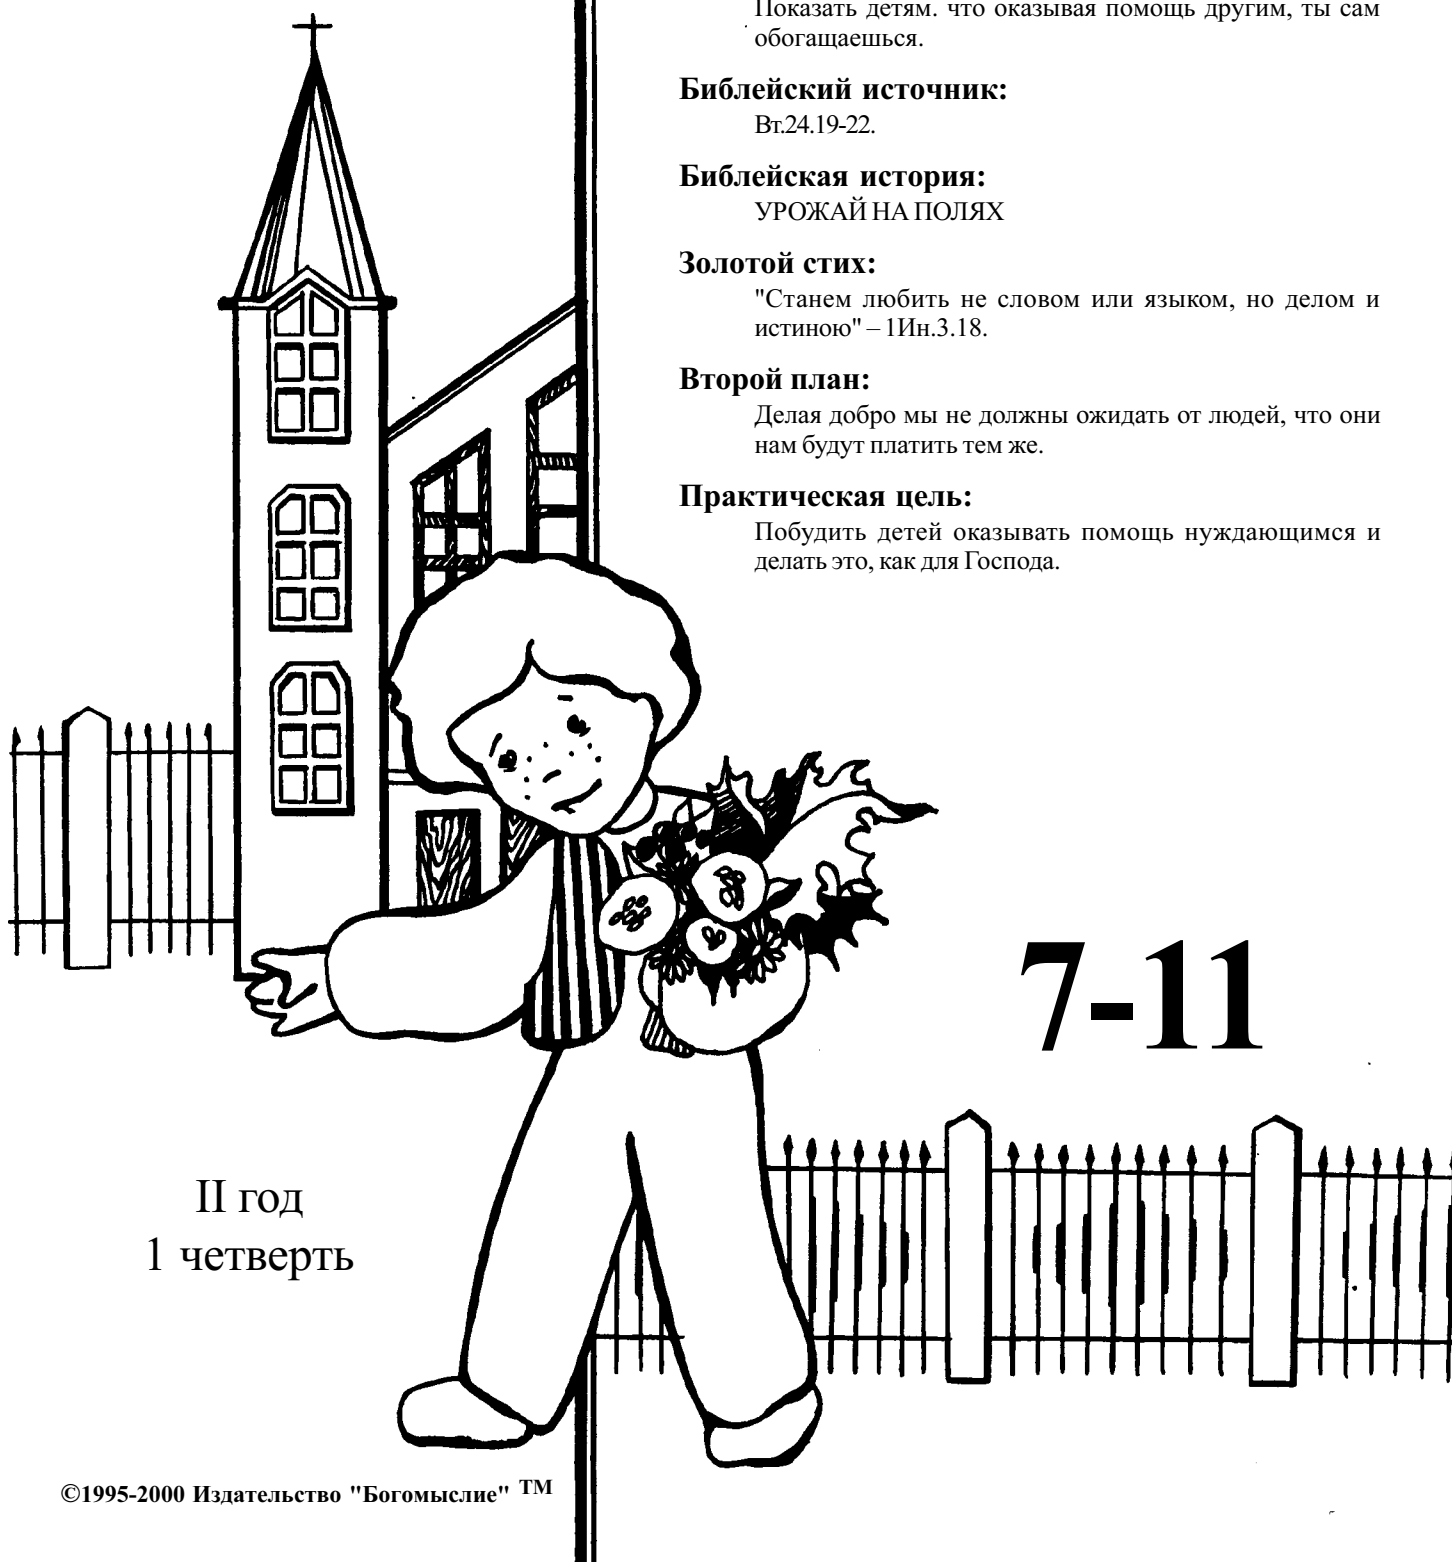 Показать детям. что оказывая помощь другим, ты сам
обогащаешься.
Библейский источник:
Вт.24.19-22.
Библейская история:
УРОЖАЙ НА ПОЛЯХ
Золотой стих:
"Станем любить не словом или языком, но делом и
истиною" – 1Ин.3.18.
Второй план:
Делая добро мы не должны ожидать от людей, что они
нам будут платить тем же.
Практическая цель:
Побудить детей оказывать помощь нуждающимся и
делать это, как для Господа.
7-11
II год
1 четверть
©1995-2000 Издательство "Богомыслие" ТМ